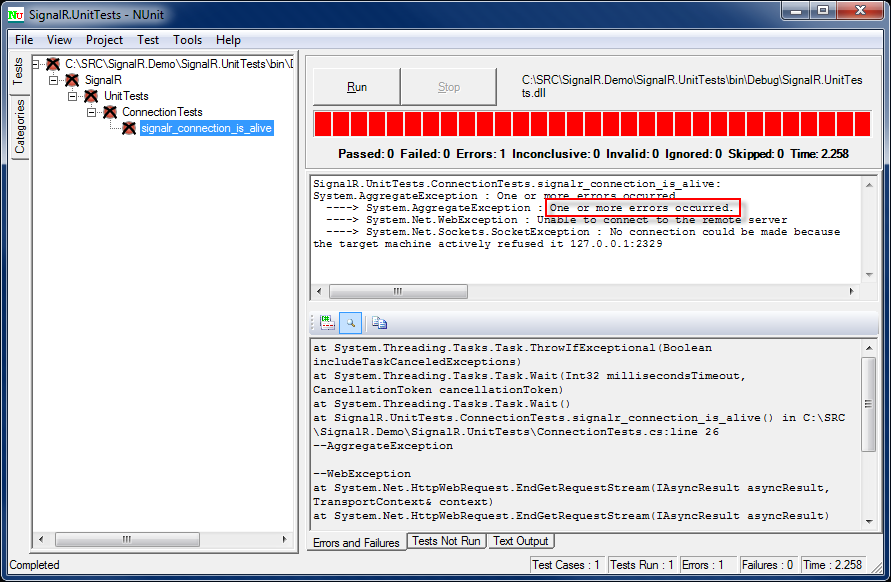 SignalR.UnitTests - NUnit
File View Project Test Tools Help
Tests
Categories
C:\SRC\SignalR.Demo\SignalR.UnitTests\bin\D
SignalR
UnitTests
ConnectionTests
signalr_connection_is_alive
Run
Stop
C:\SRC\SignalR.Demo\SignalR.UnitTests\bin\Debug\SignalR.UnitTes
ts.dll
Passed: 0 Failed: 0 Errors: 1 Inconclusive: 0 Invalid: 0 Ignored: 0 Skipped: 0 Time: 2.258
SignalR.UnitTests.ConnectionTests.signalr_connection_is_alive:
System.AggregateException : One or more errors occurred
----> System.AggregateException : One or more errors occurred.
----> System.Net.WebException : Unable to connect to the remote server
----> System.Net.Sockets.SocketException : No connection could be made because
the target machine actively refused it 127.0.0.1:2329
at System.Threading.Tasks.Task.ThrowIfExceptional(Boolean
includeTaskCanceledExceptions)
at System.Threading.Tasks.Task.Wait(Int32 millisecondsTimeout,
CancellationToken cancellationToken)
at System.Threading.Tasks.Task.Wait()
at SignalR.UnitTests.ConnectionTests.signalr_connection_is_alive() in C:\SRC
\SignalR.Demo\SignalR.UnitTests\ConnectionTests.cs:line 26
--AggregateException
--WebException
at System.Net.HttpWebRequest.EndGetRequestStream(IAsyncResult asyncResult,
TransportContext& context)
at System.Net.HttpWebRequest.EndGetRequestStream(IAsyncResult asyncResult)
Errors and Failures Tests Not Run Text Output
Completed
Test Cases : 1 Tests Run : 1 Errors : 1 Failures : 0 Time : 2.258